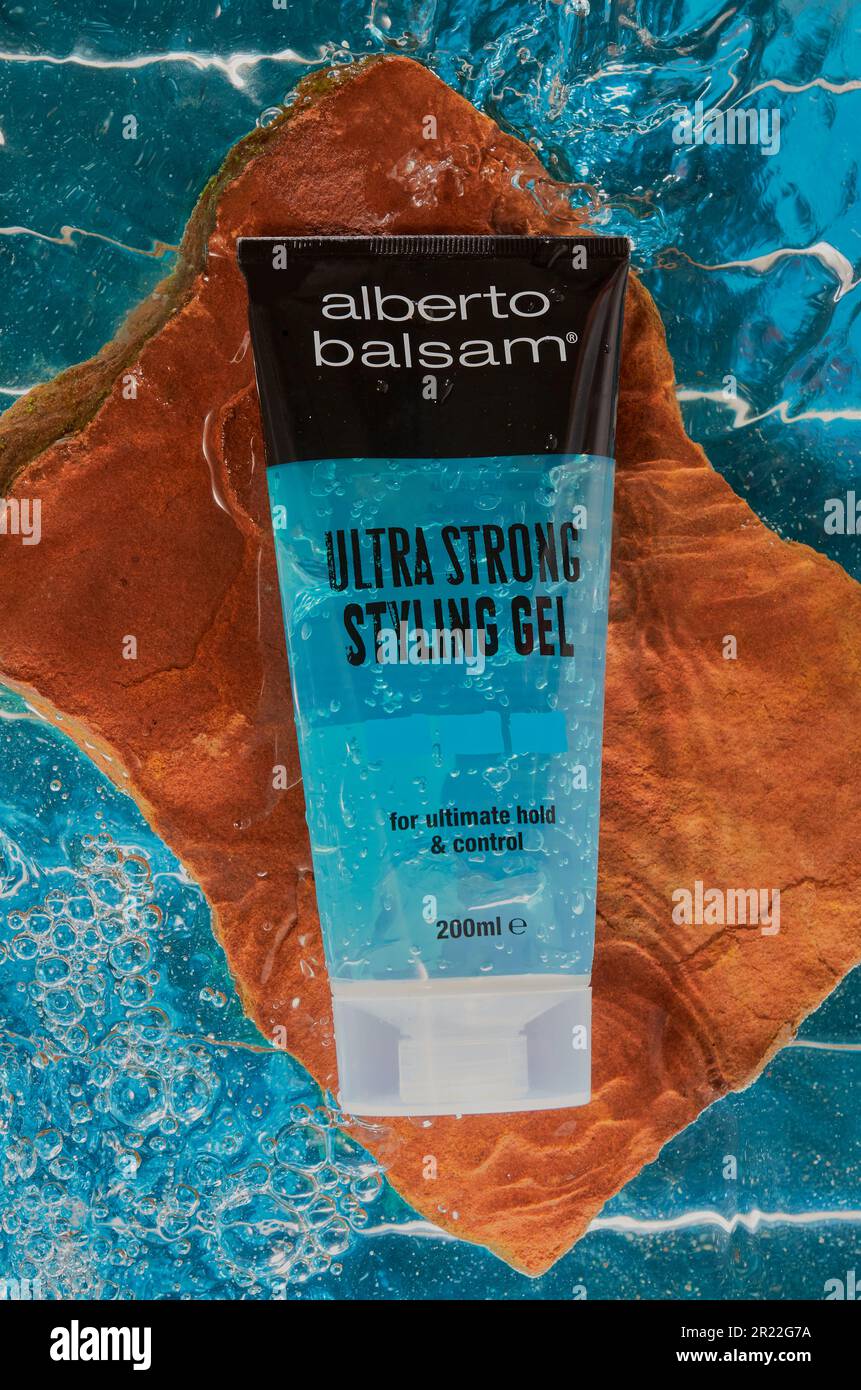 alberto
balsam®
ULTRA STRONG
STYLING GEL
for ultimate hold
& control
200ml ℮
alamy
Image ID: 2R22G7A
www.alamy.com